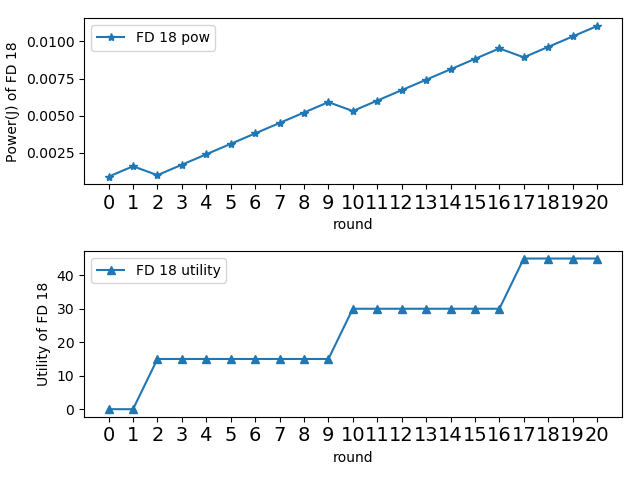 Power(J) of FD 18
FD 18 pow
0.0100
0.0075
0.0050
0.0025
0 1 2 3 4 5 6 7 8 9 10 11 12 13 14 15 16 17 18 19 20
round
Utility of FD 18
FD 18 utility
40
30
20
10
0
0 1 2 3 4 5 6 7 8 9 10 11 12 13 14 15 16 17 18 19 20
round